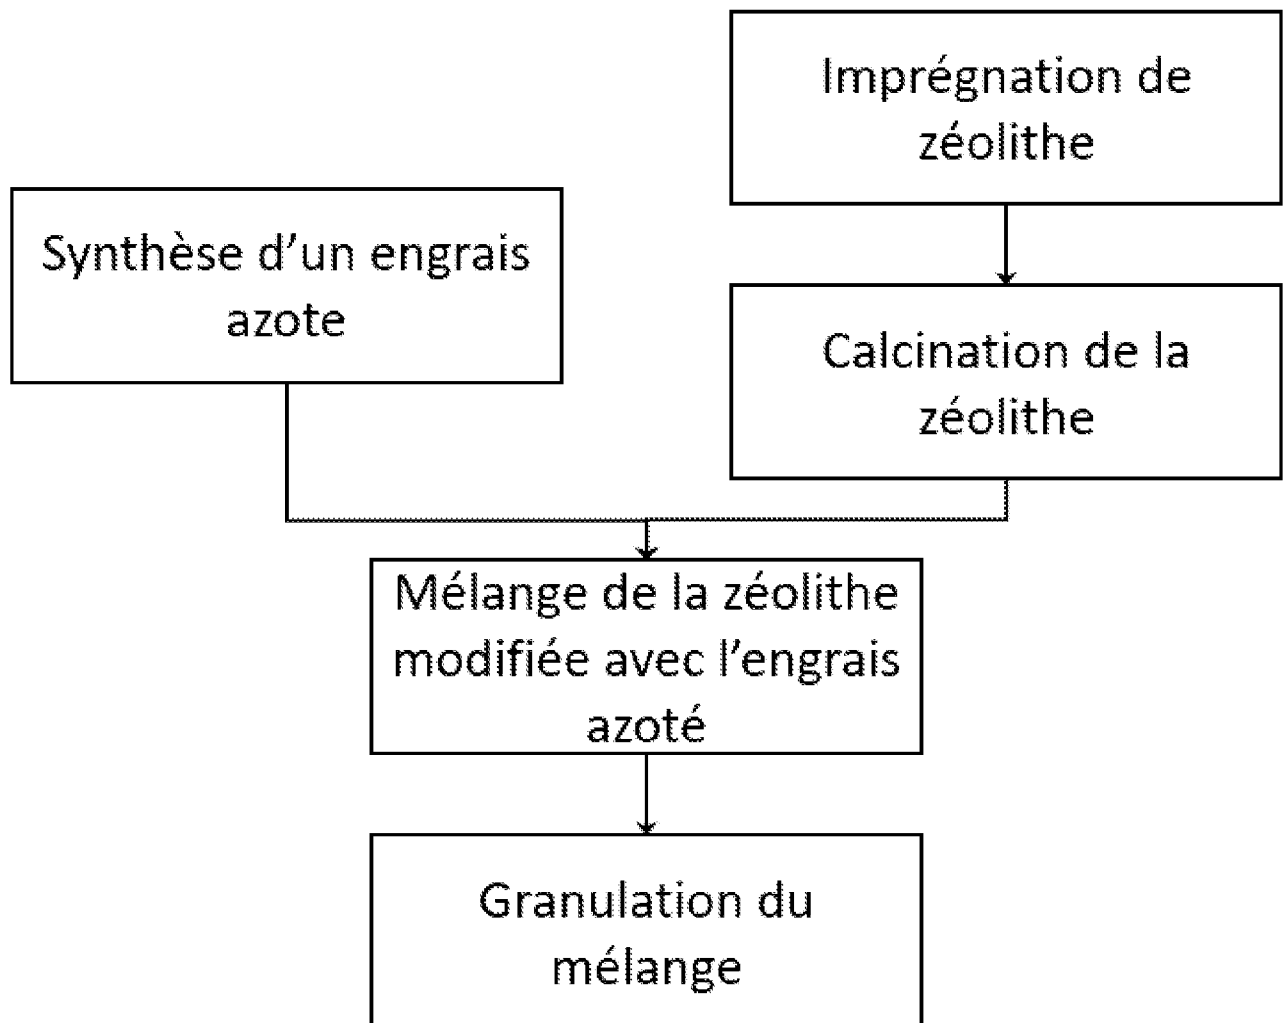 Imprégnation de
zéolithe
Synthèse d'un engrais
azote
Calcination de la
zéolithe
Mélange de la zéolithe
modifiée avec l'engrais
azoté
Granulation du
mélange